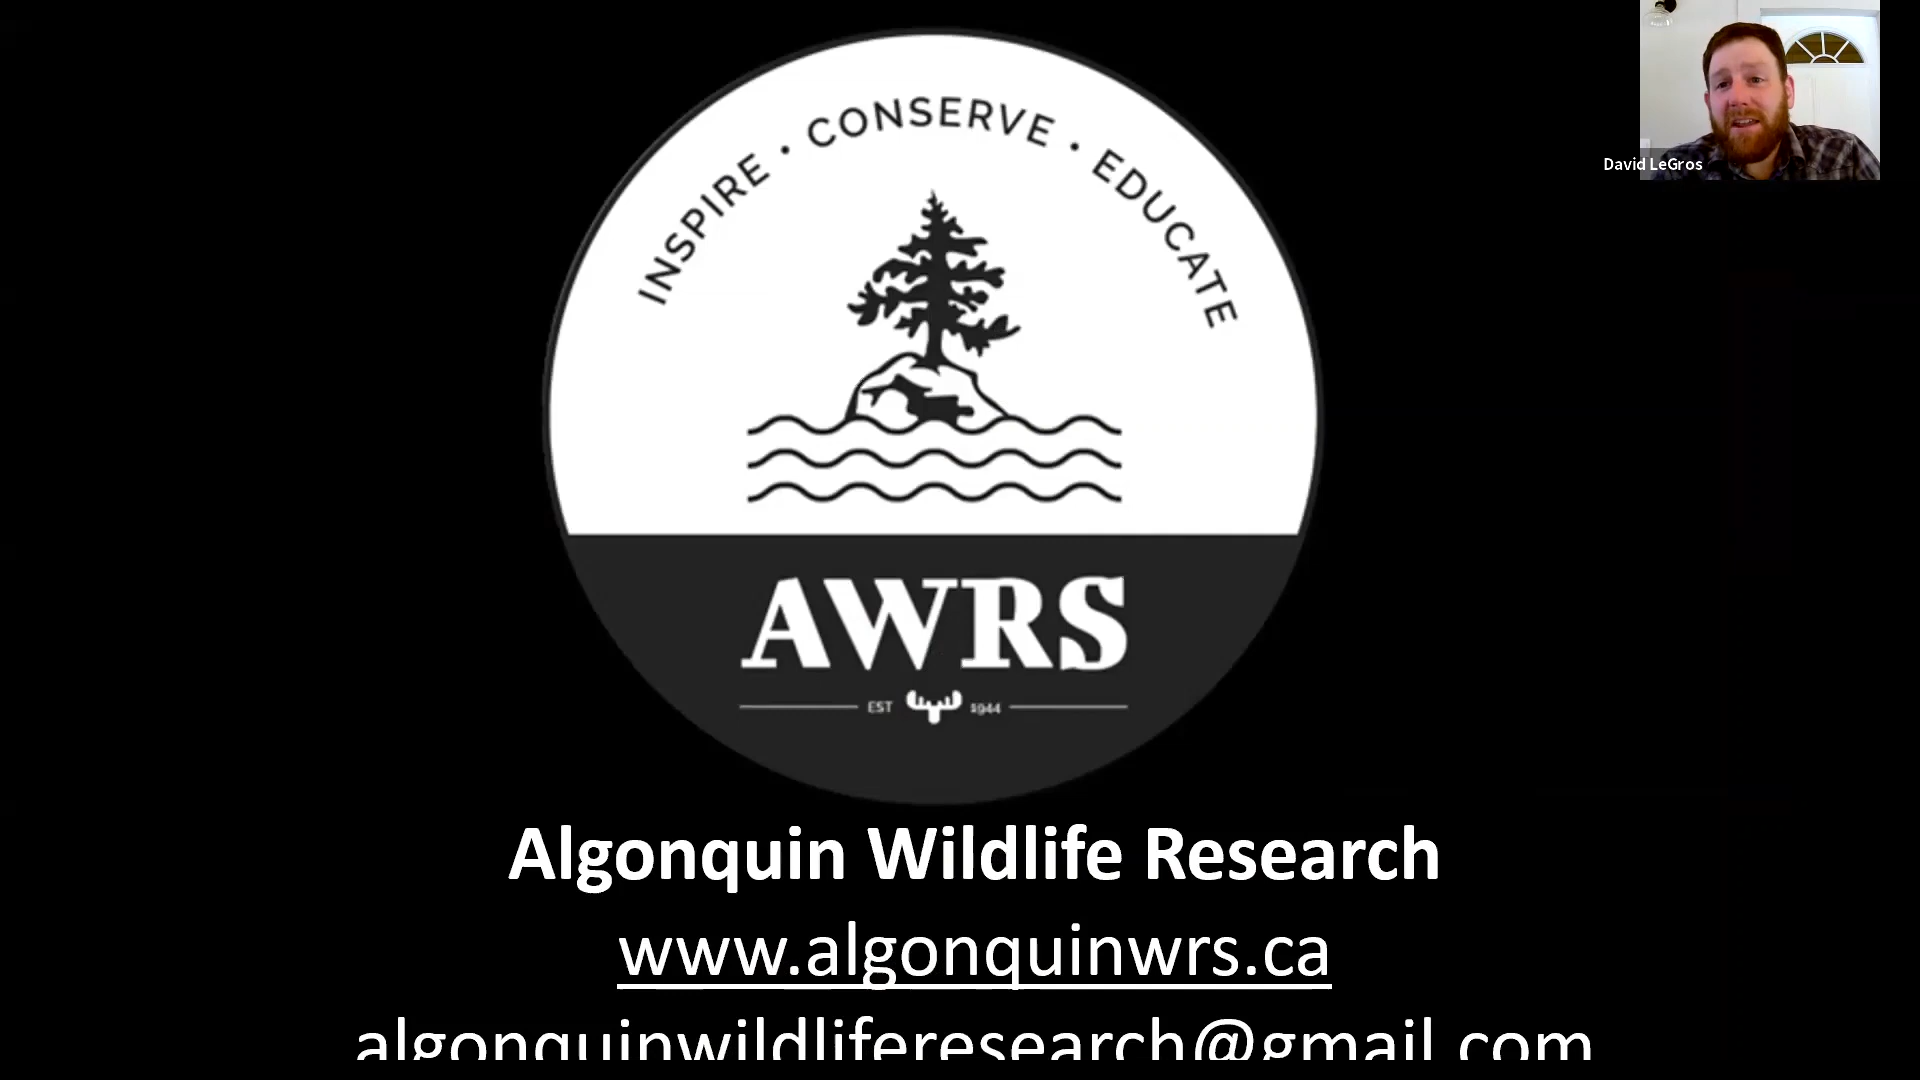 INSPIRE • CONSERVE • EDUCATE
David LeGros
AWRS
EST 1944
Algonquin Wildlife Research
www.algonquinwrs.ca
algonquinwildliferesearch@gmail.com